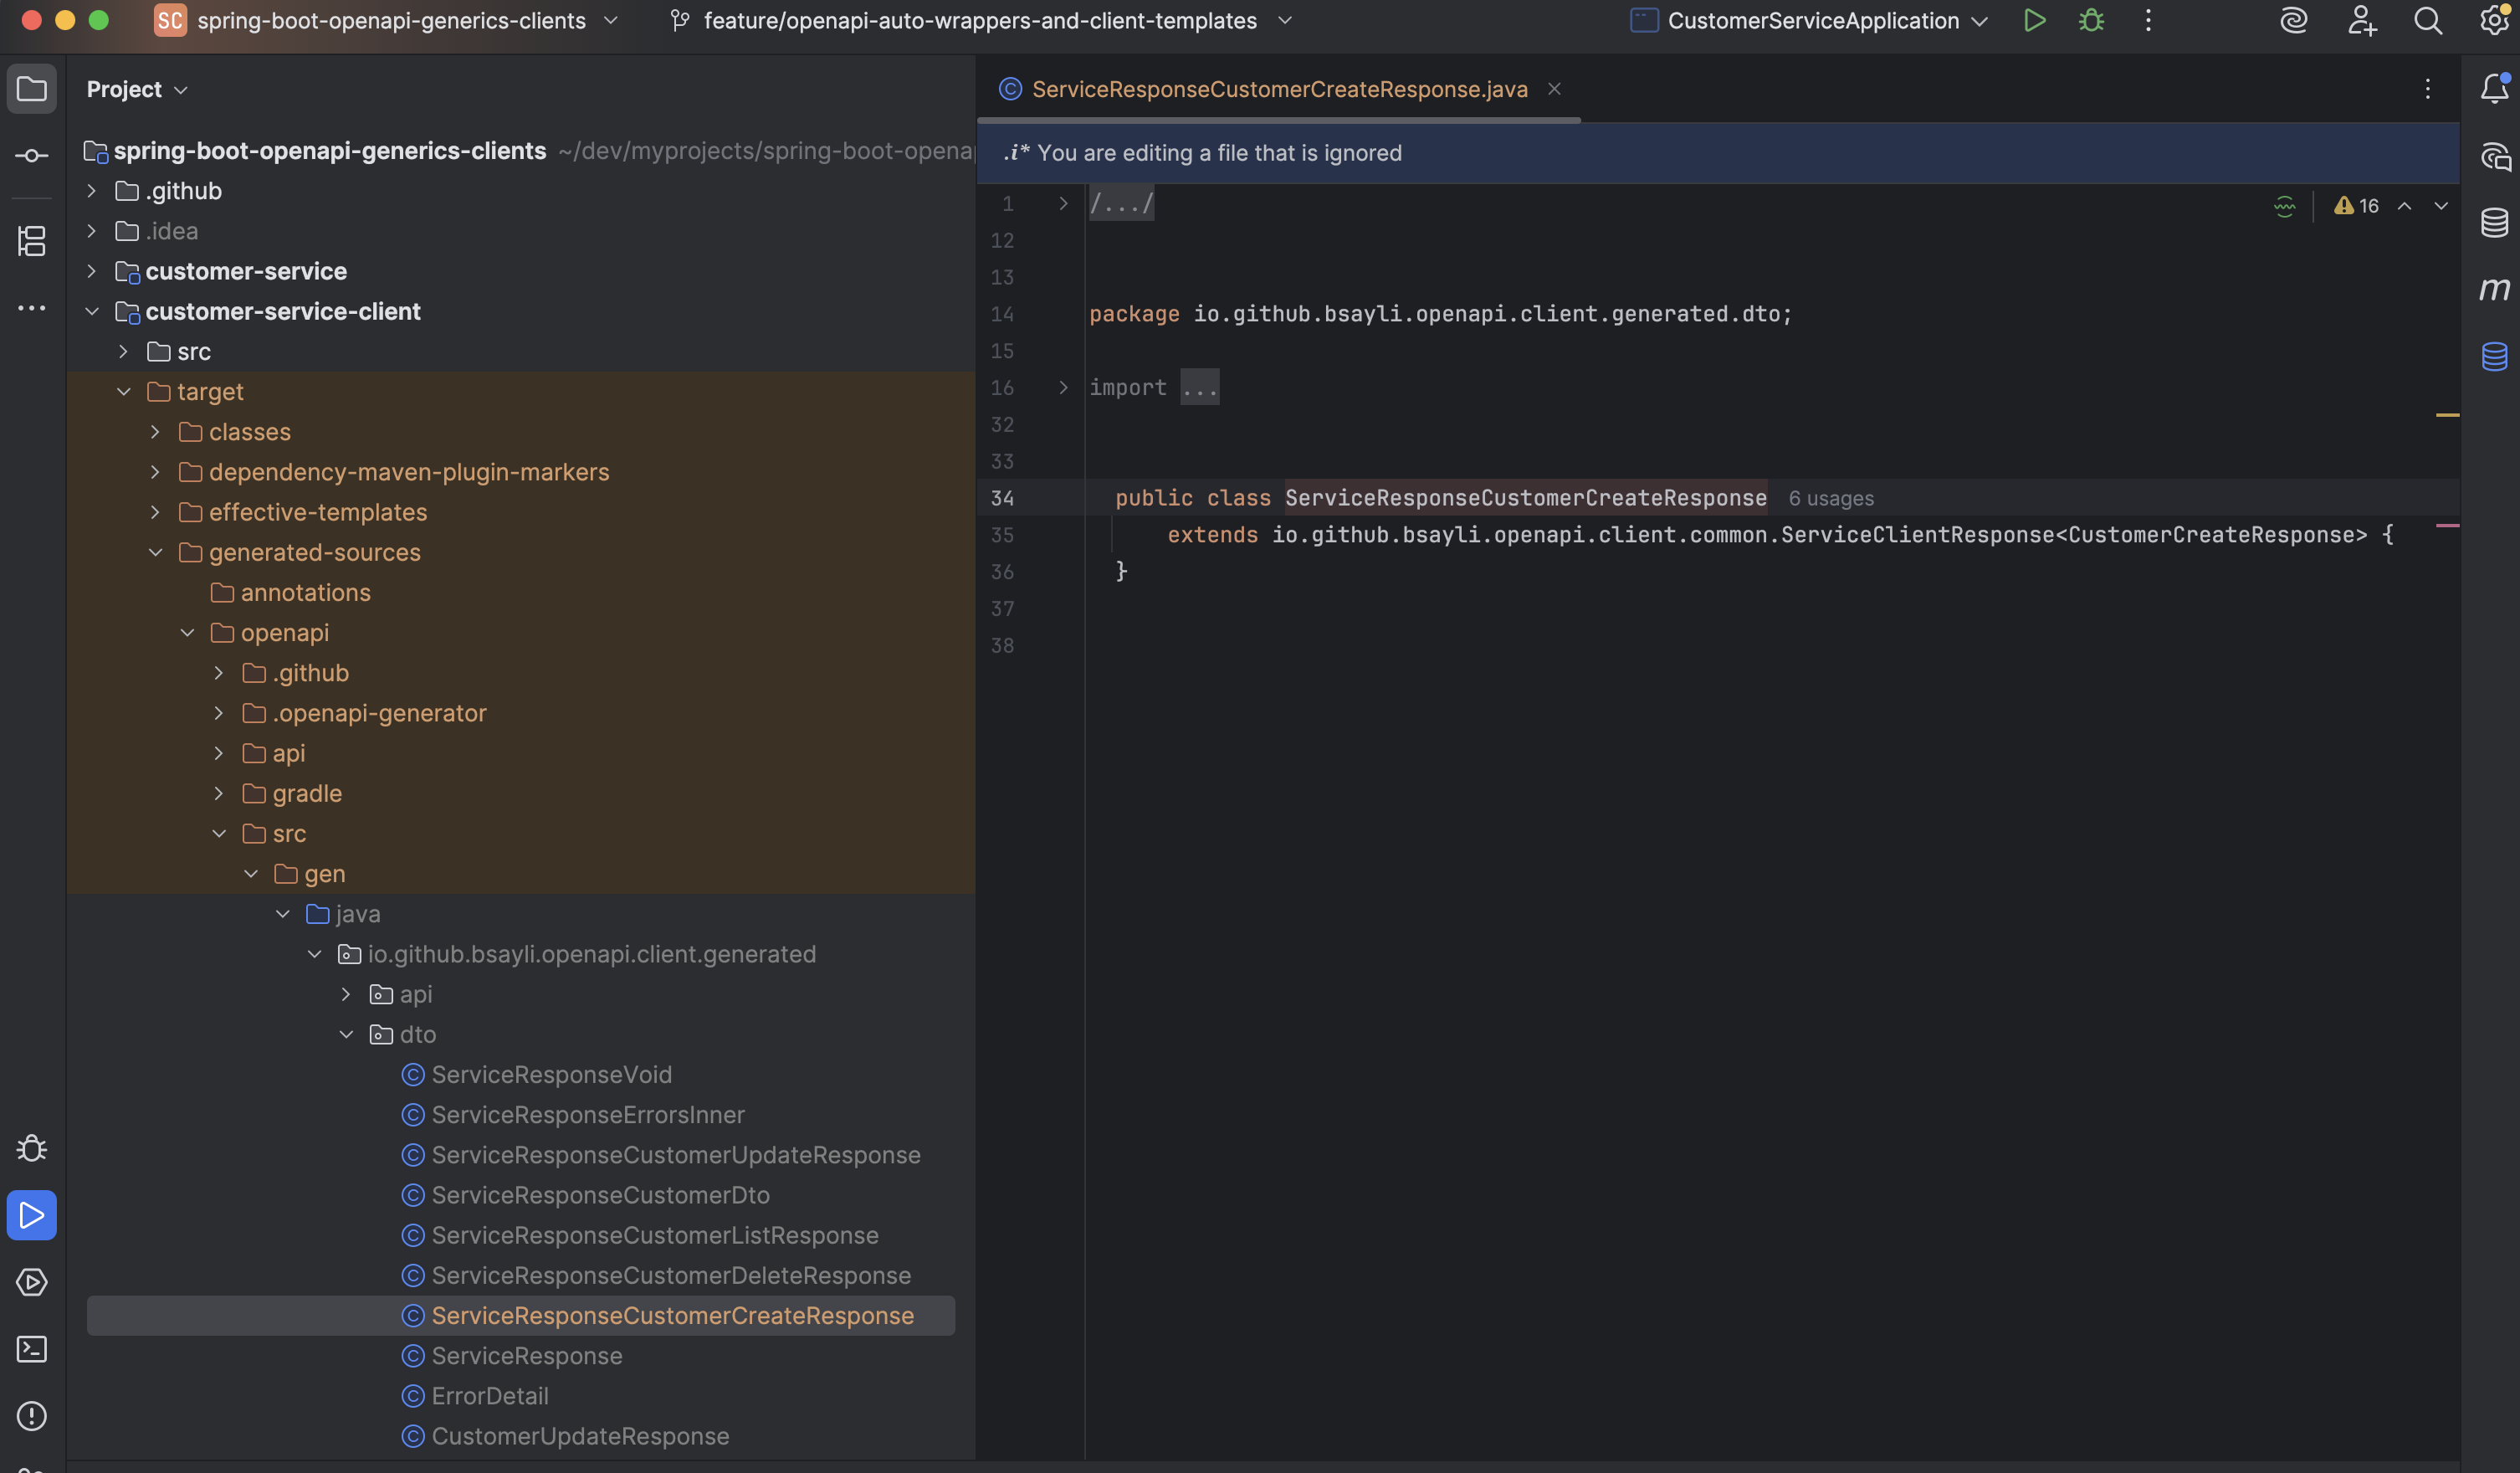 SC spring-boot-openapi-generics-clients feature/openapi-auto-wrappers-and-client-templates CustomerServiceApplication
Project
spring-boot-openapi-generics-clients ~/dev/myprojects/spring-boot-opena
.github
.idea
customer-service
customer-service-client
src
target
classes
dependency-maven-plugin-markers
effective-templates
generated-sources
annotations
openapi
.github
.openapi-generator
api
gradle
src
gen
java
io.github.bsayli.openapi.client.generated
api
dto
ServiceResponseVoid
ServiceResponseErrorsInner
ServiceResponseCustomerUpdateResponse
ServiceResponseCustomerDto
ServiceResponseCustomerListResponse
ServiceResponseCustomerDeleteResponse
ServiceResponseCustomerCreateResponse
ServiceResponse
ErrorDetail
CustomerUpdateResponse
ServiceResponseCustomerCreateResponse.java
.i* You are editing a file that is ignored
1 /.../
16
12
13
14 package io.github.bsayli.openapi.client.generated.dto;
15
16 import ...
32
33
34 public class ServiceResponseCustomerCreateResponse 6 usages
35 extends io.github.bsayli.openapi.client.common.ServiceClientResponse<CustomerCreateResponse> {
36 }
37
38
m